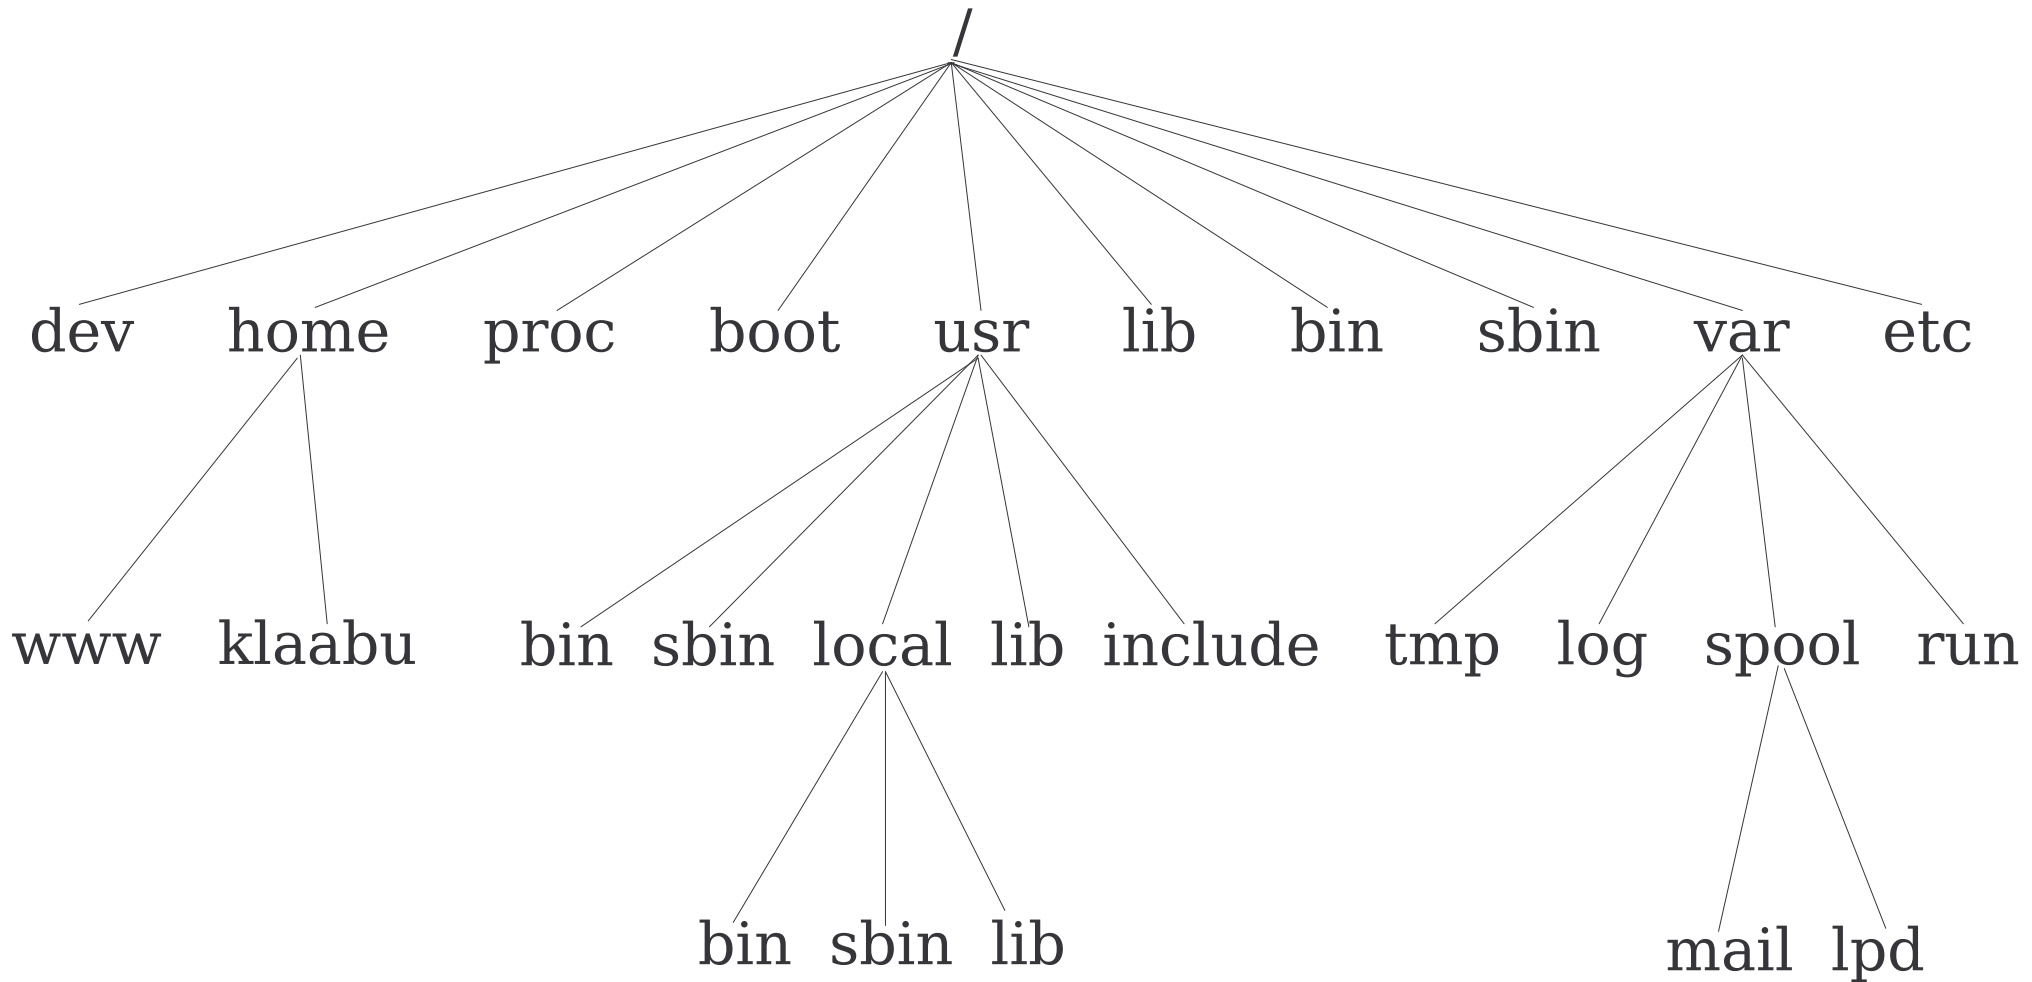 /
dev home proc boot usr lib bin sbin var etc
www klaabu bin sbin local lib include tmp log spool run
bin sbin lib mail lpd